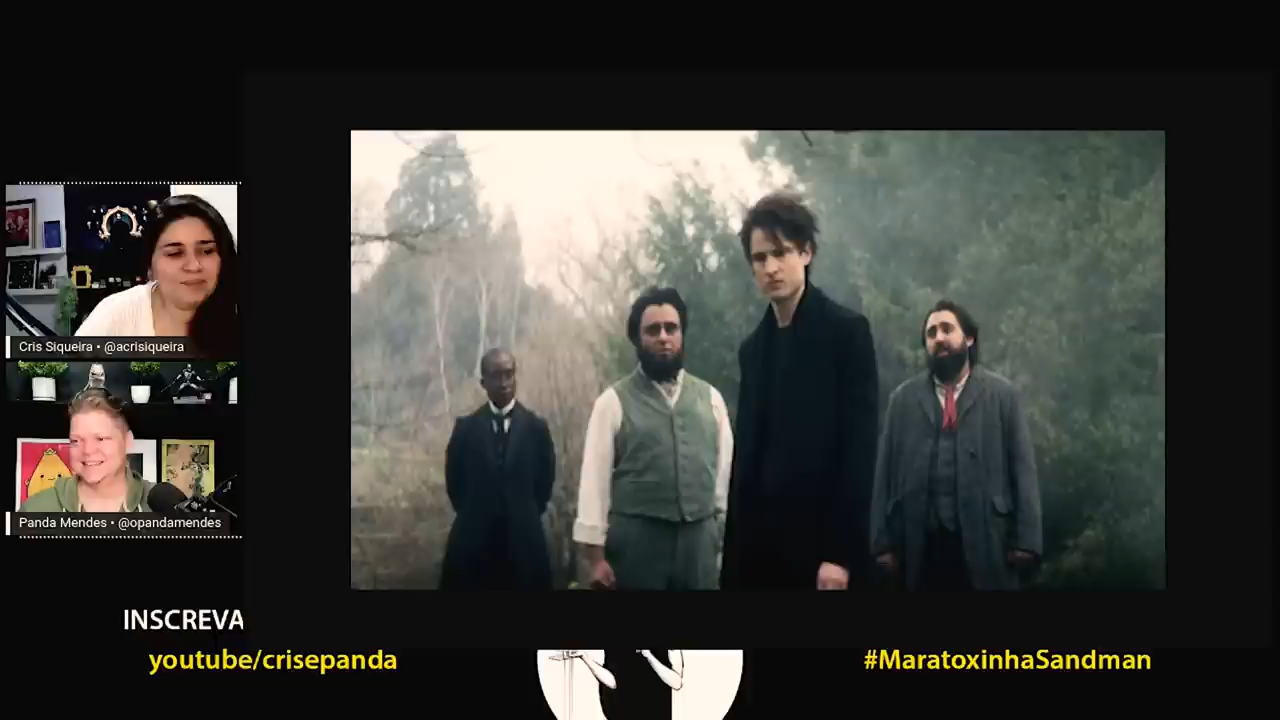 Cris Siqueira • @acrisiqueira
Panda Mendes • @opandamendes
INSCREVA
youtube/crisepanda
#MaratoxinhaSandman